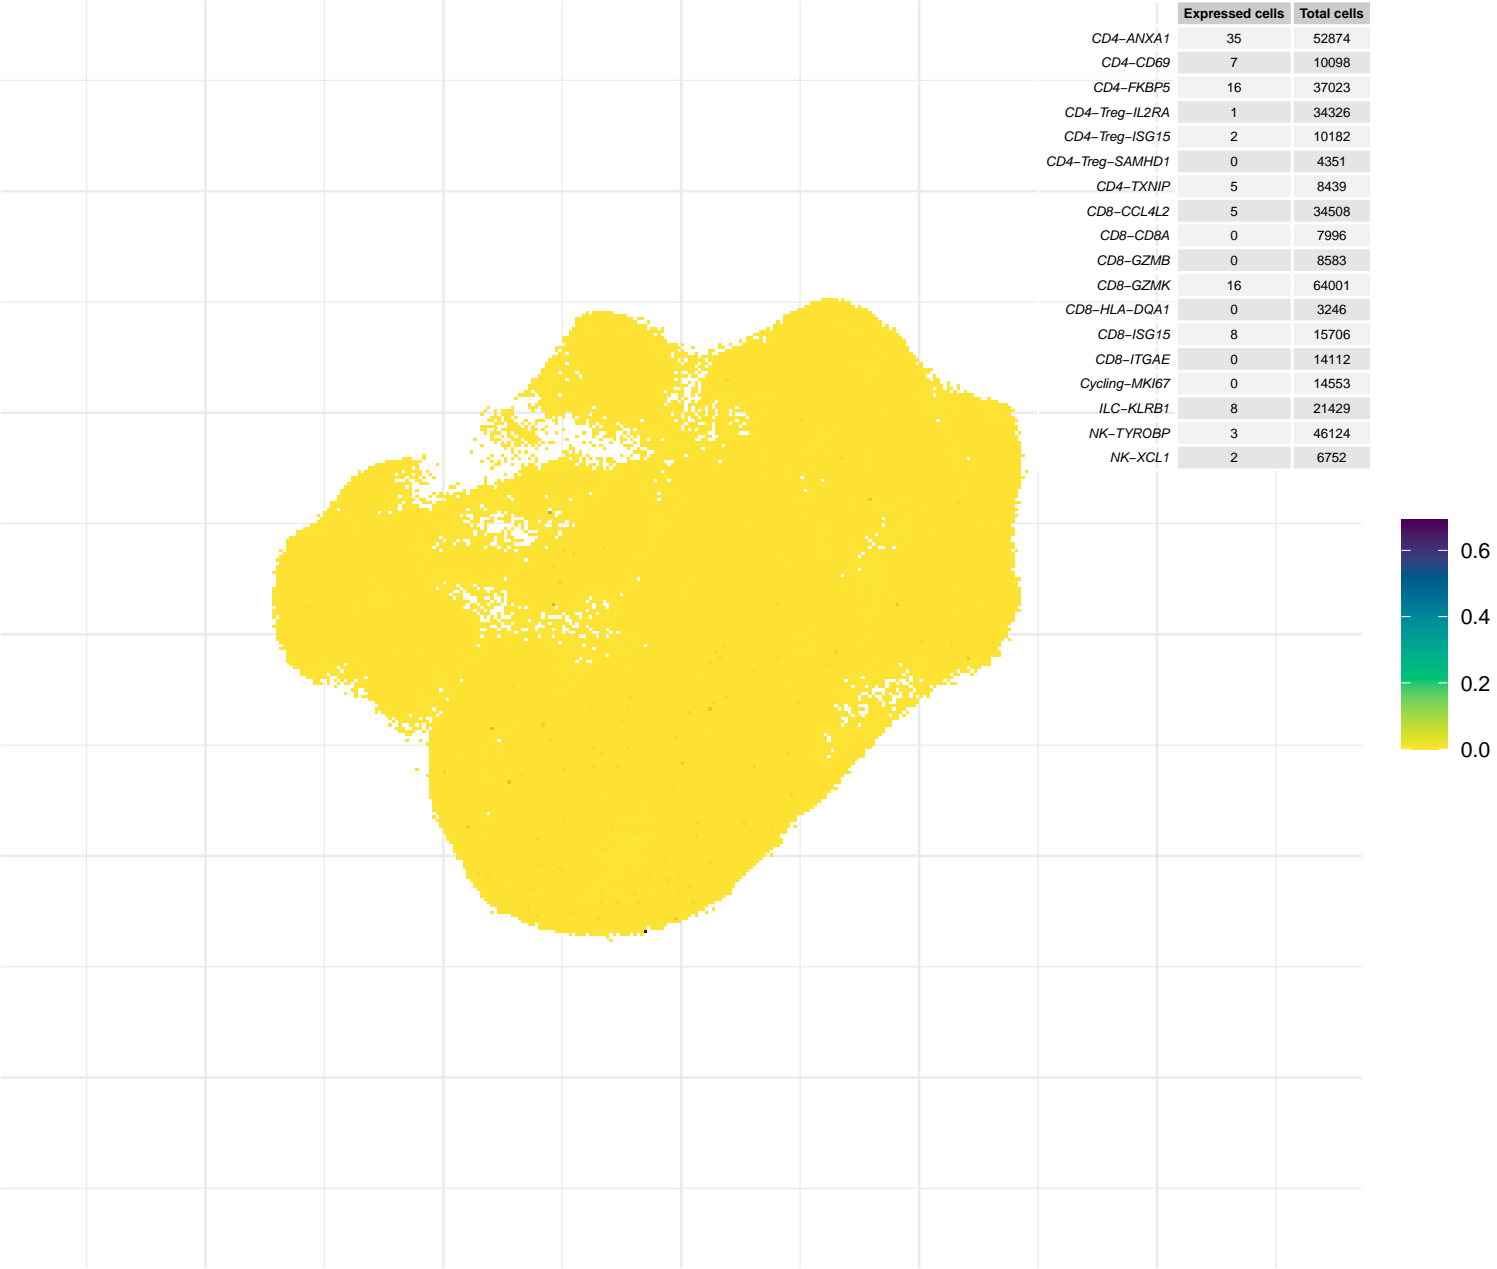 Expressed cells Total cells
CD4−ANXA1 35 52874
CD4−CD69 7 10098
CD4−FKBP5 16 37023
CD4−Treg−IL2RA 1 34326
CD4−Treg−ISG15 2 10182
CD4−Treg−SAMHD1 0 4351
CD4−TXNIP 5 8439
CD8−CCL4L2 5 34508
CD8−CD8A 0 7996
CD8−GZMB 0 8583
CD8−GZMK 16 64001
CD8−HLA−DQA1 0 3246
CD8−ISG15 8 15706
CD8−ITGAE 0 14112
Cycling−MKI67 0 14553
ILC−KLRB1 8 21429
NK−TYROBP 3 46124
NK−XCL1 2 6752
0.6
0.4
0.2
0.0